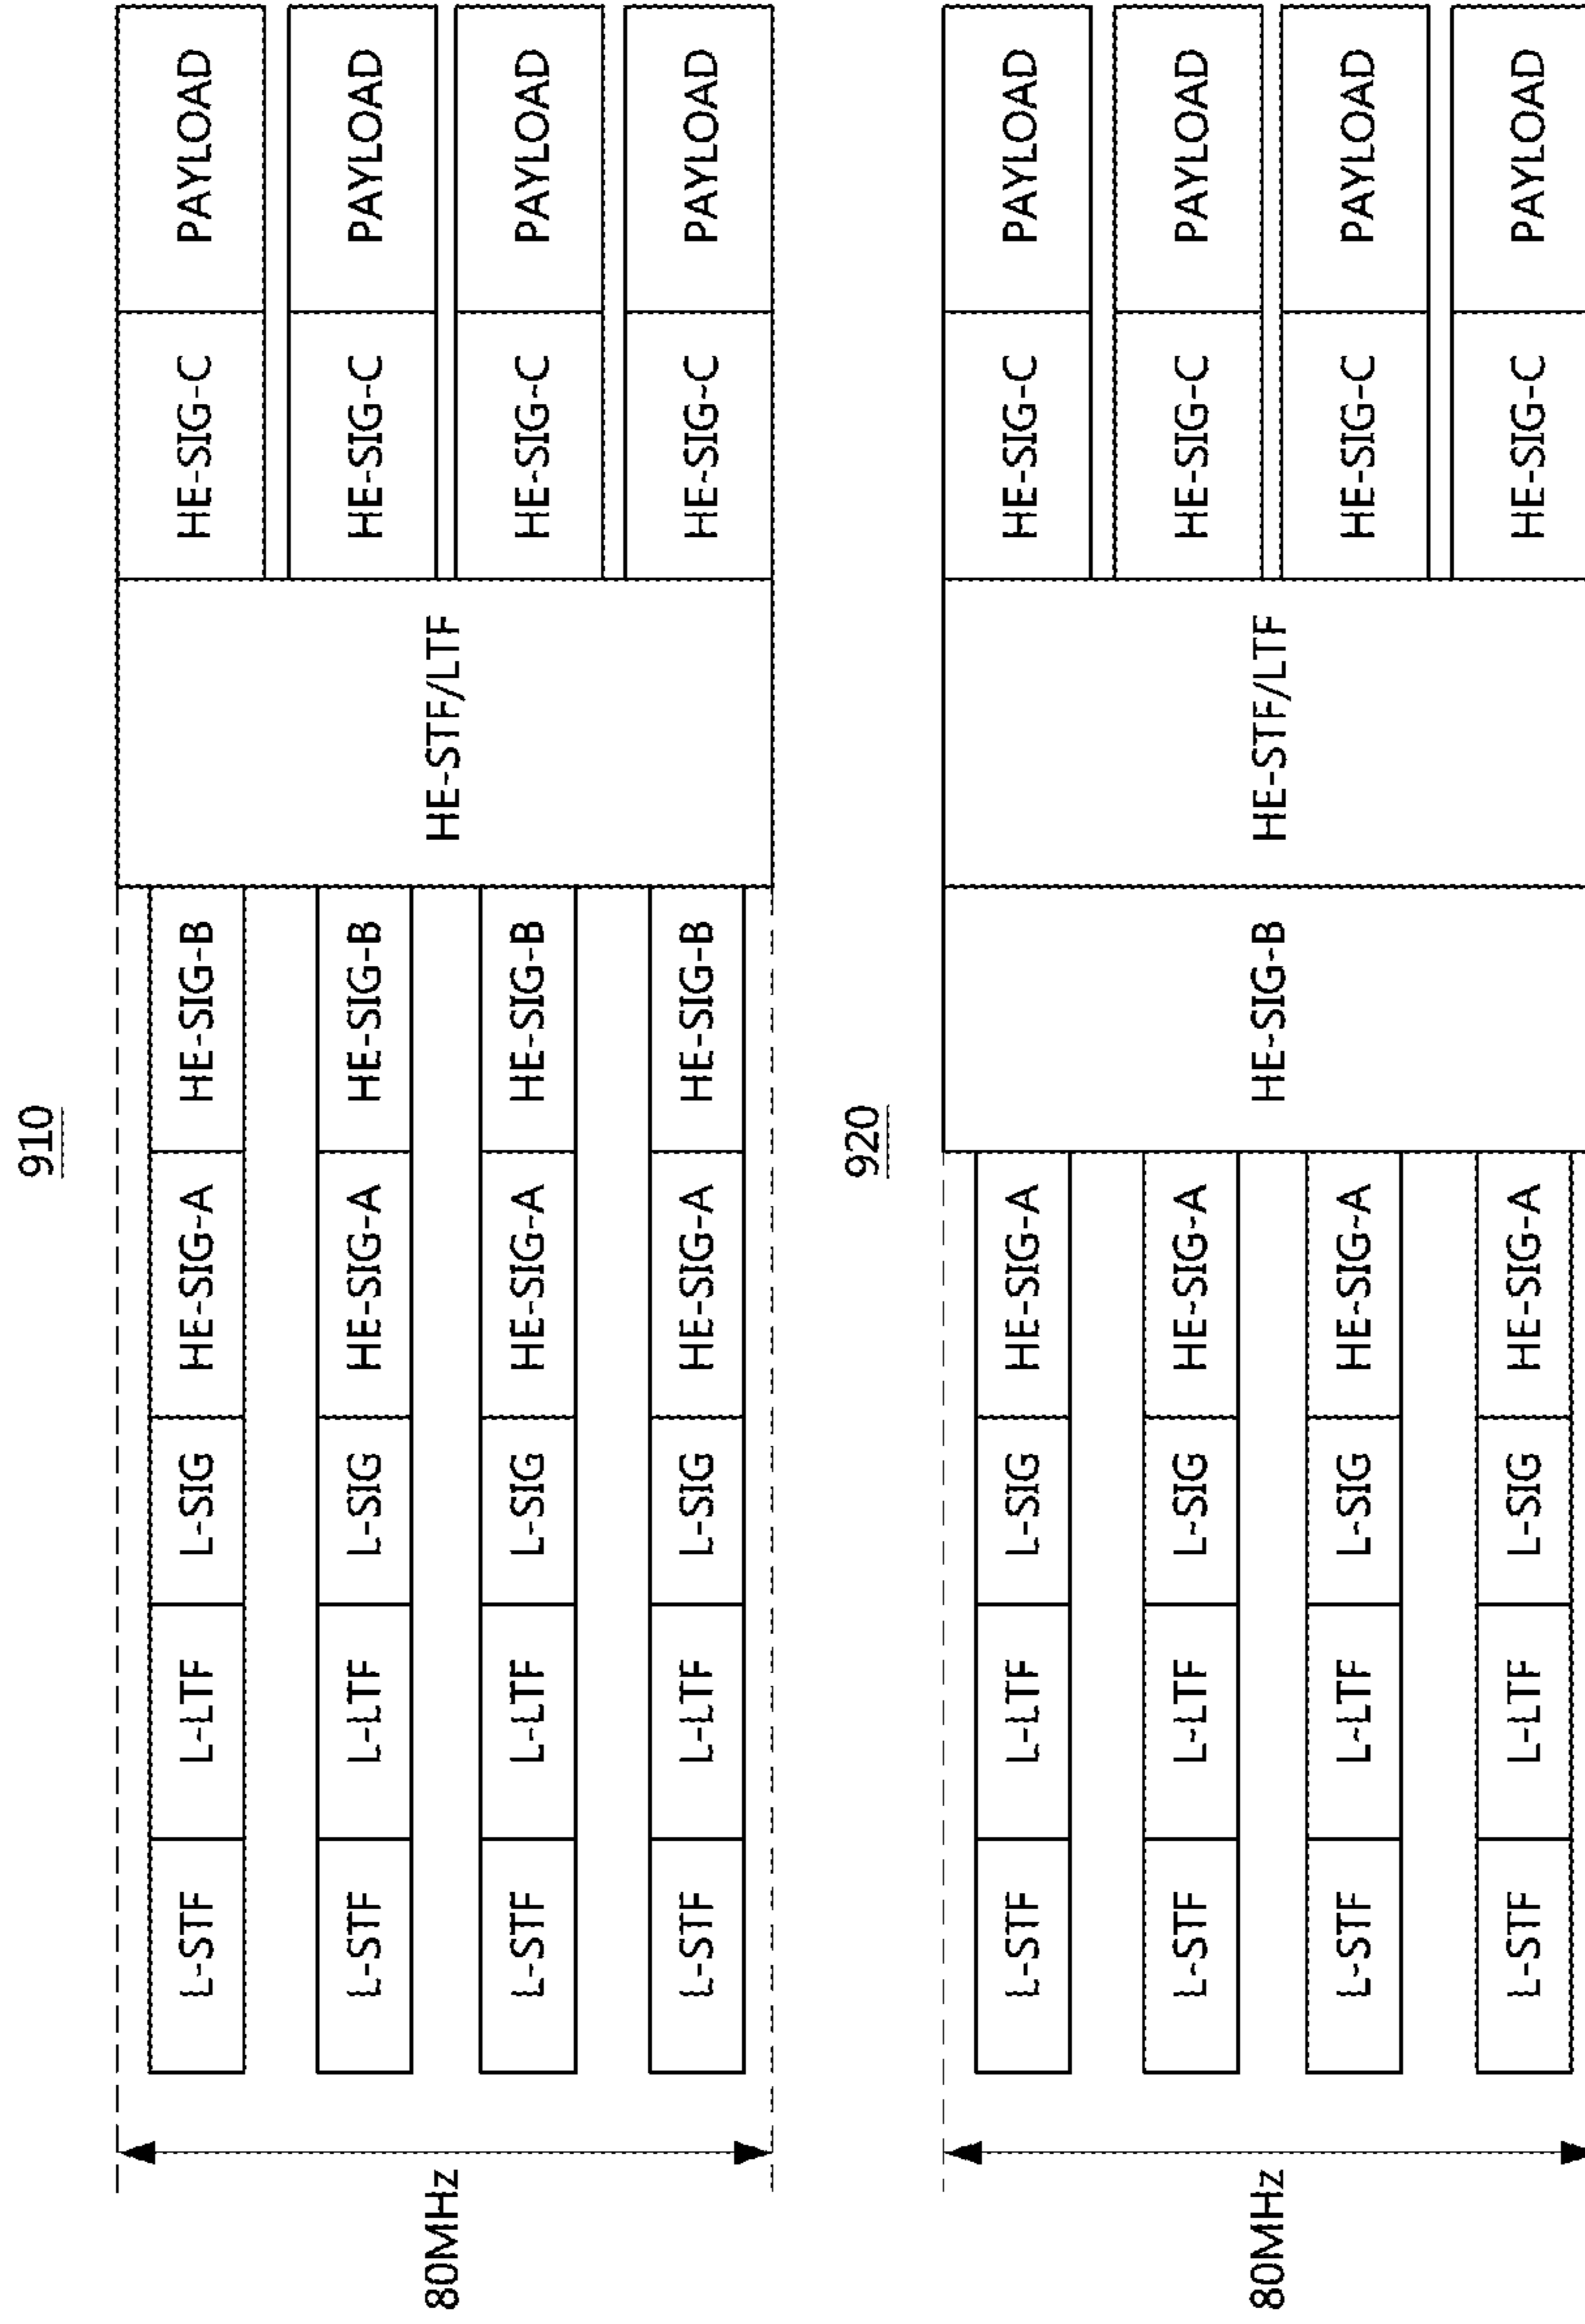 910
L-STF L-LTF L-SIG HE-SIG-A HE-SIG-B HE-SIG-C PAYLOAD
L-STF L-LTF L-SIG HE-SIG-A HE-SIG-B HE-SIG-C PAYLOAD
80MHz HE-STF/LTF
L-STF L-LTF L-SIG HE-SIG-A HE-SIG-B HE-SIG-C PAYLOAD
L-STF L-LTF L-SIG HE-SIG-A HE-SIG-B HE-SIG-C PAYLOAD
920
L-STF L-LTF L-SIG HE-SIG-A HE-SIG-C PAYLOAD
L-STF L-LTF L-SIG HE-SIG-A HE-SIG-C PAYLOAD
80MHz HE-SIG-B HE-STF/LTF
L-STF L-LTF L-SIG HE-SIG-A HE-SIG-C PAYLOAD
L-STF L-LTF L-SIG HE-SIG-A HE-SIG-C PAYLOAD